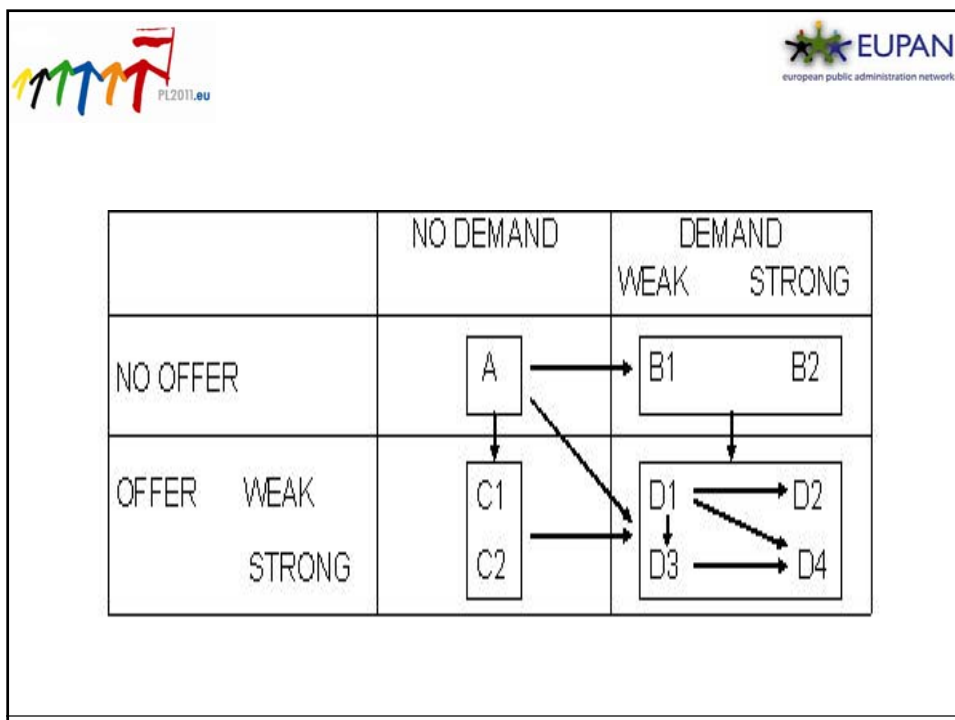 PL2011.eu
EUPAN
european public administration network
NO DEMAND DEMAND
WEAK STRONG
NO OFFER A B1 B2
OFFER WEAK C1 D1 D2
STRONG C2 D3 D4